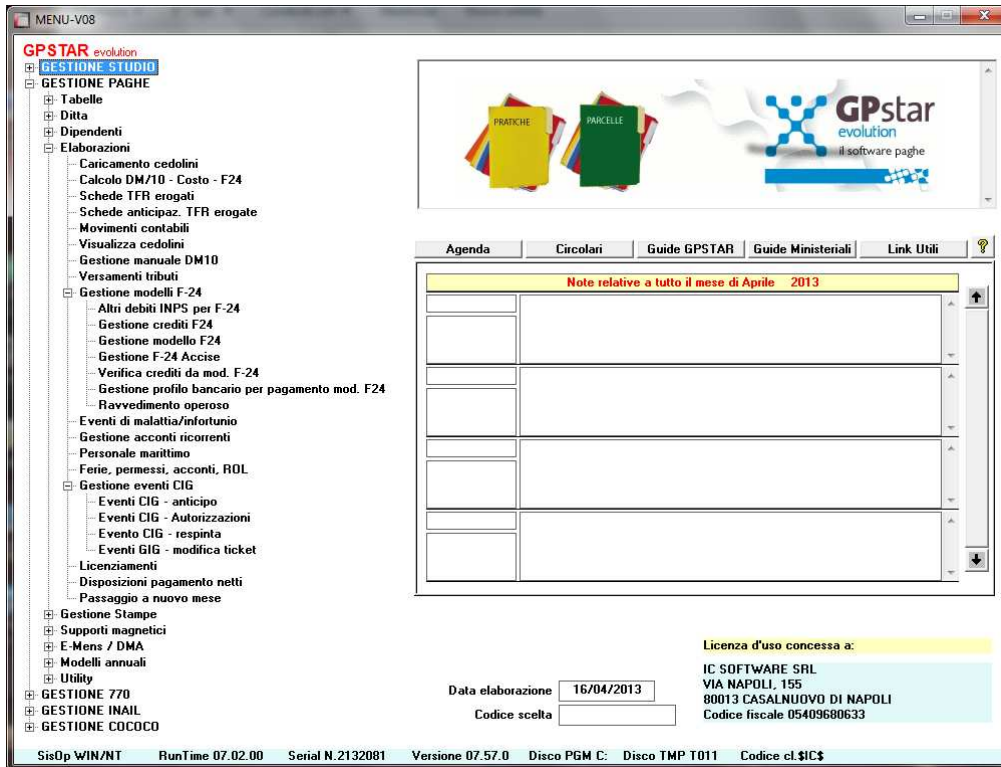 MENU-V08
GPSTAR evolution
GESTIONE STUDIO
GESTIONE PAGHE
Tabelle
Ditta
Dipendenti
Elaborazioni
Caricamento cedolini
Calcolo DM/10 - Costo - F24
Schede TFR erogati
Schede anticipaz. TFR erogate
Movimenti contabili
Visualizza cedolini
Gestione manuale DM10
Versamenti tributi
Gestione modelli F-24
Altri debiti INPS per F-24
Gestione crediti F24
Gestione modello F24
Gestione F-24 Accise
Verifica crediti da mod. F-24
Gestione profilo bancario per pagamento mod. F24
Ravvedimento operoso
Eventi di malattia/infortunio
Gestione acconti ricorrenti
Personale marittimo
Ferie, permessi, acconti, ROL
Gestione eventi CIG
Eventi CIG - anticipo
Eventi CIG - Autorizzazioni
Evento CIG - respinta
Eventi GIG - modifica ticket
Licenziamenti
Disposizioni pagamento netti
Passaggio a nuovo mese
Gestione Stampe
Supporti magnetici
E-Mens / DMA
Modelli annuali
Utility
GESTIONE 770
GESTIONE INAIL
GESTIONE COCOCO
PRATICHE
PARCELLE
GPstar
evolution
il software paghe
Agenda Circolari Guide GPSTAR Guide Ministeriali Link Utili ?
Note relative a tutto il mese di Aprile 2013
Data elaborazione 16/04/2013
Codice scelta
Licenza d'uso concessa a:
IC SOFTWARE SRL
VIA NAPOLI, 155
80013 CASALNUOVO DI NAPOLI
Codice fiscale 05409680633
SisOp WIN/NT RunTime 07.02.00 Serial N.2132081 Versione 07.57.0 Disco PGM C: Disco TMP T011 Codice cl.$IC$